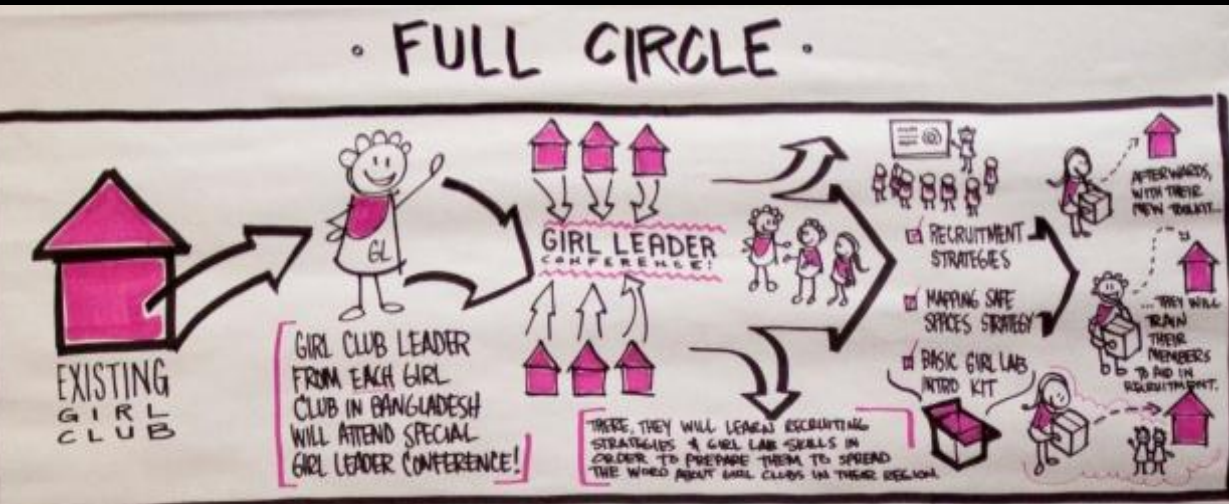 · FULL CIRCLE ·
EXISTING
GIRL
CLUB
GL
GIRL CLUB LEADER
FROM EACH GIRL
CLUB IN BANGLADESH
WILL ATTEND SPECIAL
GIRL LEADER CONFERENCE!
GIRL LEADER
CONFERENCE!
THERE, THEY WILL LEARN RECRUITING
STRATEGIES & GIRL LAB SKILLS IN
ORDER TO PREPARE THEM TO SPREAD
THE WORD ABOUT GIRL CLUBS IN THEIR REGION.
RECRUITMENT
STRATEGIES
MAPPING SAFE
SPACES STRATEGY
BASIC GIRL LAB
INTRO KIT
AFTERWARDS,
WITH THEIR
NEW TOOLKIT...
...THEY WILL
TRAIN
THEIR
MEMBERS
TO AID IN
RECRUITMENT.